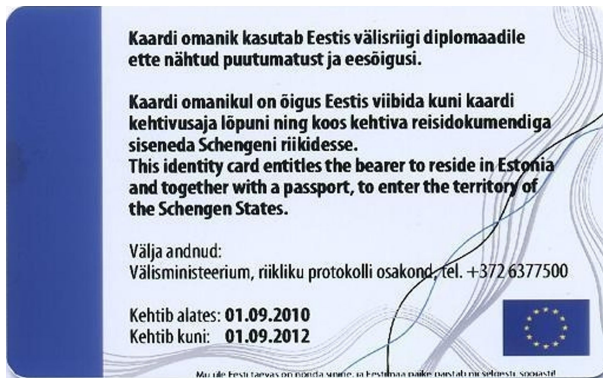 Kaardi omanik kasutab Eestis välisriigi diplomaadile
ette nähtud puutumatust ja eesõigusi.
Kaardi omanikul on õigus Eestis viibida kuni kaardi
kehtivusaja lõpuni ning koos kehtiva reisidokumendiga
siseneda Schengeni riikidesse.
This identity card entitles the bearer to reside in Estonia
and together with a passport, to enter the territory of
the Schengen States.
Välja andnud:
Välisministeerium, riikliku protokolli osakond, tel. +372 6377500
Kehtib alates: 01.09.2010
Kehtib kuni: 01.09.2012